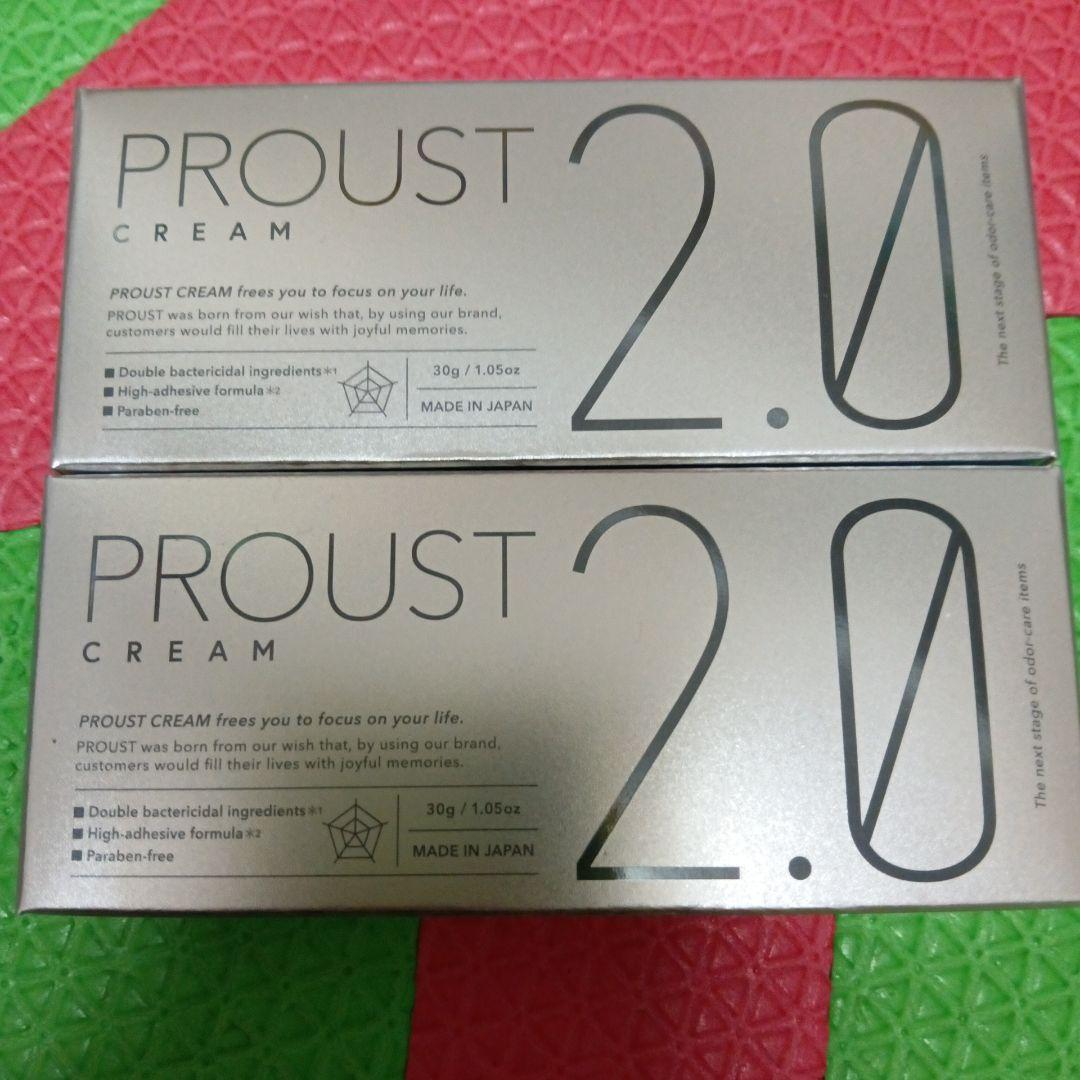 PROUST
CREAM
PROUST CREAM frees you to focus on your life.
PROUST was born from our wish that, by using our brand,
customers would fill their lives with joyful memories.
■ Double bactericidal ingredients※1
■ High-adhesive formula※2
■ Paraben-free
30g / 1.05oz
MADE IN JAPAN
2.0
The next stage of odor-care items
PROUST
CREAM
PROUST CREAM frees you to focus on your life.
PROUST was born from our wish that, by using our brand,
customers would fill their lives with joyful memories.
■ Double bactericidal ingredients※1
■ High-adhesive formula※2
■ Paraben-free
30g / 1.05oz
MADE IN JAPAN
2.0
The next stage of odor-care items